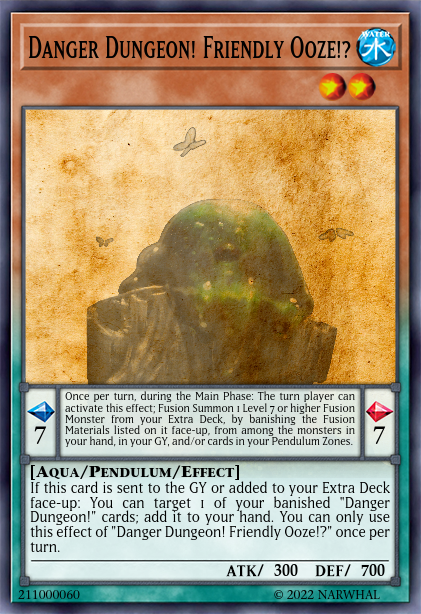 Danger Dungeon! Friendly Ooze!?
WATER
水
Once per turn, during the Main Phase: The turn player can
activate this effect; Fusion Summon 1 Level 7 or higher Fusion
Monster from your Extra Deck, by banishing the Fusion
Materials listed on it face-up, from among the monsters in
your hand, in your GY, and/or cards in your Pendulum Zones.
7
7
[Aqua/Pendulum/Effect]
If this card is sent to the GY or added to your Extra Deck
face-up: You can target 1 of your banished "Danger
Dungeon!" cards; add it to your hand. You can only use
this effect of "Danger Dungeon! Friendly Ooze!?" once per
turn.
ATK/ 300 DEF/ 700
211000060
© 2022 NARWHAL